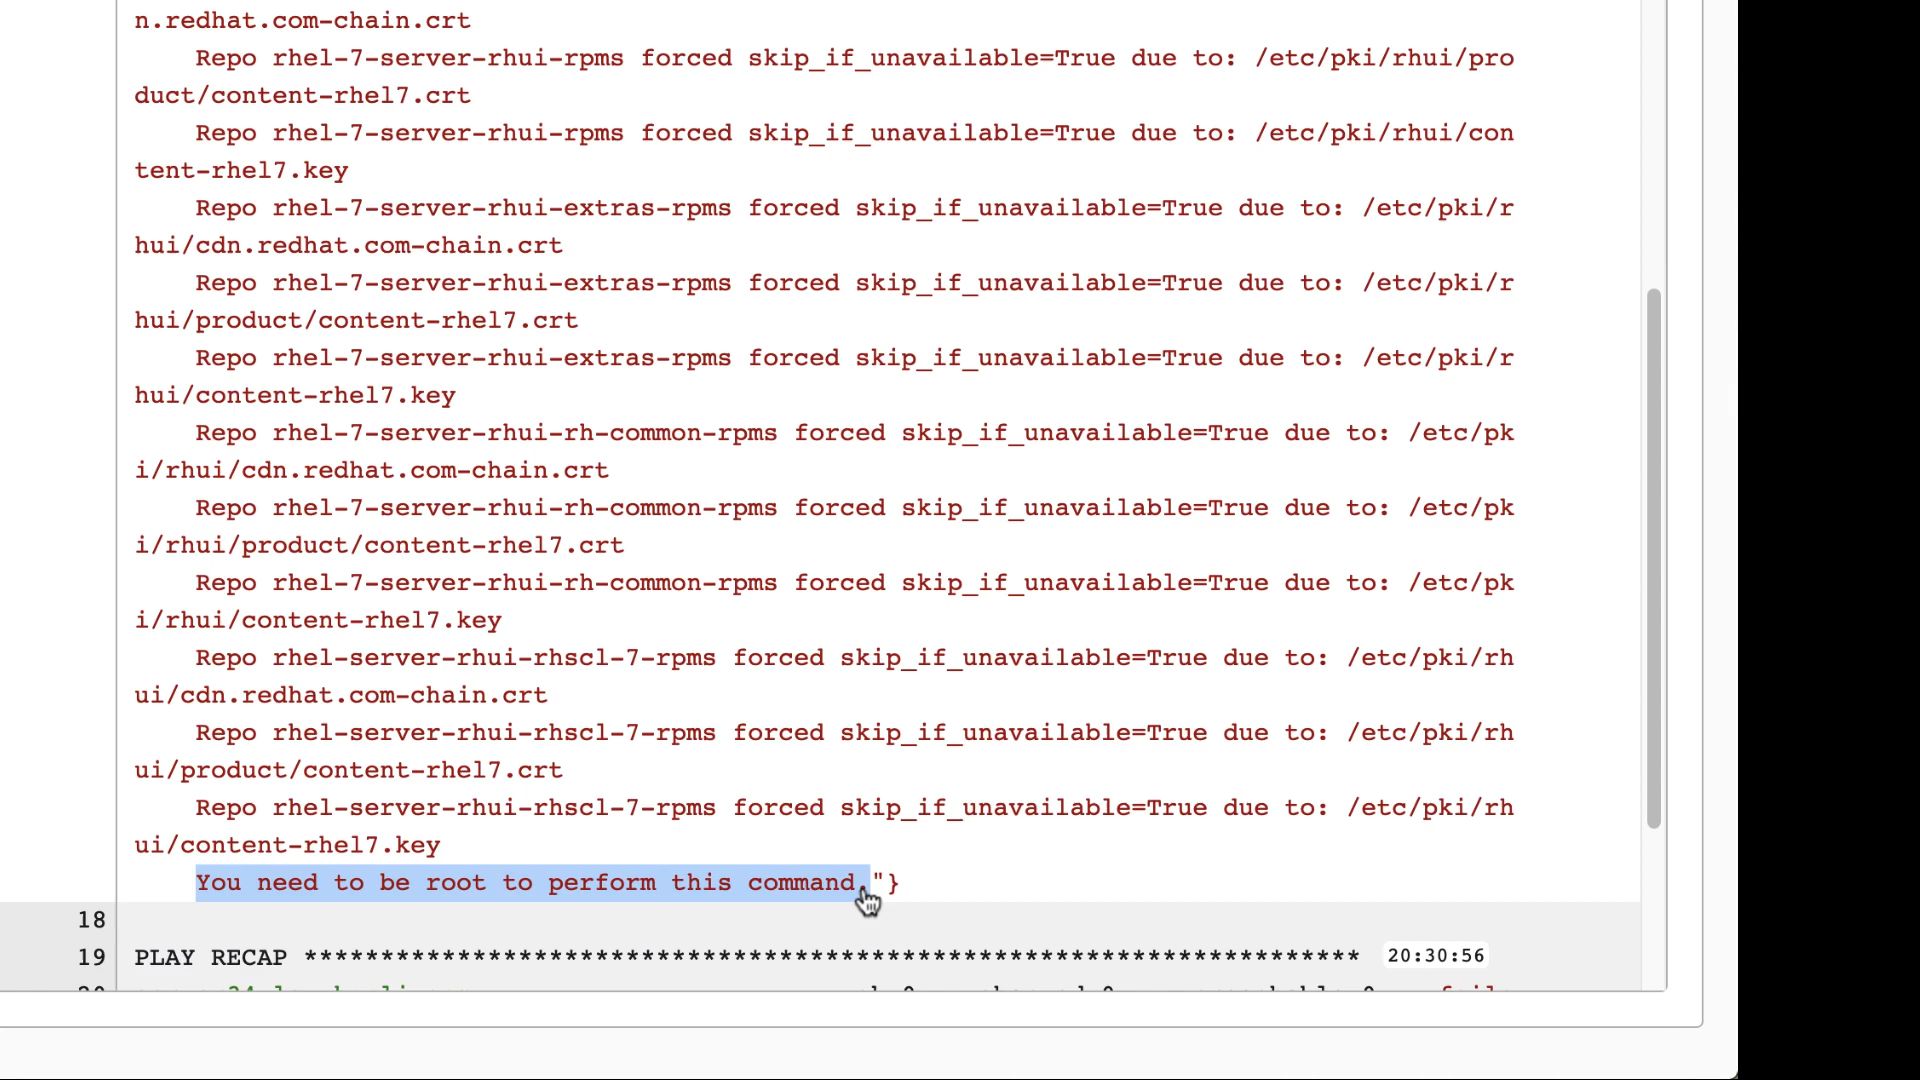 n.redhat.com-chain.crt
Repo rhel-7-server-rhui-rpms forced skip_if_unavailable=True due to: /etc/pki/rhui/pro
duct/content-rhel7.crt
Repo rhel-7-server-rhui-rpms forced skip_if_unavailable=True due to: /etc/pki/rhui/con
tent-rhel7.key
Repo rhel-7-server-rhui-extras-rpms forced skip_if_unavailable=True due to: /etc/pki/r
hui/cdn.redhat.com-chain.crt
Repo rhel-7-server-rhui-extras-rpms forced skip_if_unavailable=True due to: /etc/pki/r
hui/product/content-rhel7.crt
Repo rhel-7-server-rhui-extras-rpms forced skip_if_unavailable=True due to: /etc/pki/r
hui/content-rhel7.key
Repo rhel-7-server-rhui-rh-common-rpms forced skip_if_unavailable=True due to: /etc/pk
i/rhui/cdn.redhat.com-chain.crt
Repo rhel-7-server-rhui-rh-common-rpms forced skip_if_unavailable=True due to: /etc/pk
i/rhui/product/content-rhel7.crt
Repo rhel-7-server-rhui-rh-common-rpms forced skip_if_unavailable=True due to: /etc/pk
i/rhui/content-rhel7.key
Repo rhel-server-rhui-rhscl-7-rpms forced skip_if_unavailable=True due to: /etc/pki/rh
ui/cdn.redhat.com-chain.crt
Repo rhel-server-rhui-rhscl-7-rpms forced skip_if_unavailable=True due to: /etc/pki/rh
ui/product/content-rhel7.crt
Repo rhel-server-rhui-rhscl-7-rpms forced skip_if_unavailable=True due to: /etc/pki/rh
ui/content-rhel7.key
You need to be root to perform this command."}
18
19 PLAY RECAP ********************************************************************* 20:30:56